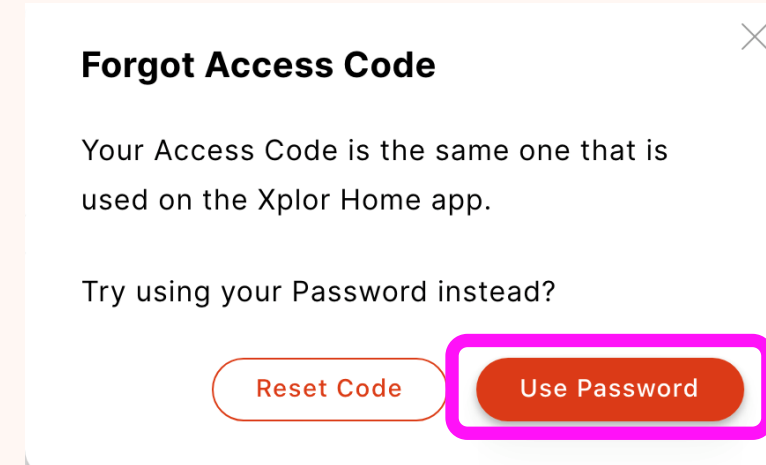 Forgot Access Code
Your Access Code is the same one that is
used on the Xplor Home app.
Try using your Password instead?
Reset Code
Use Password